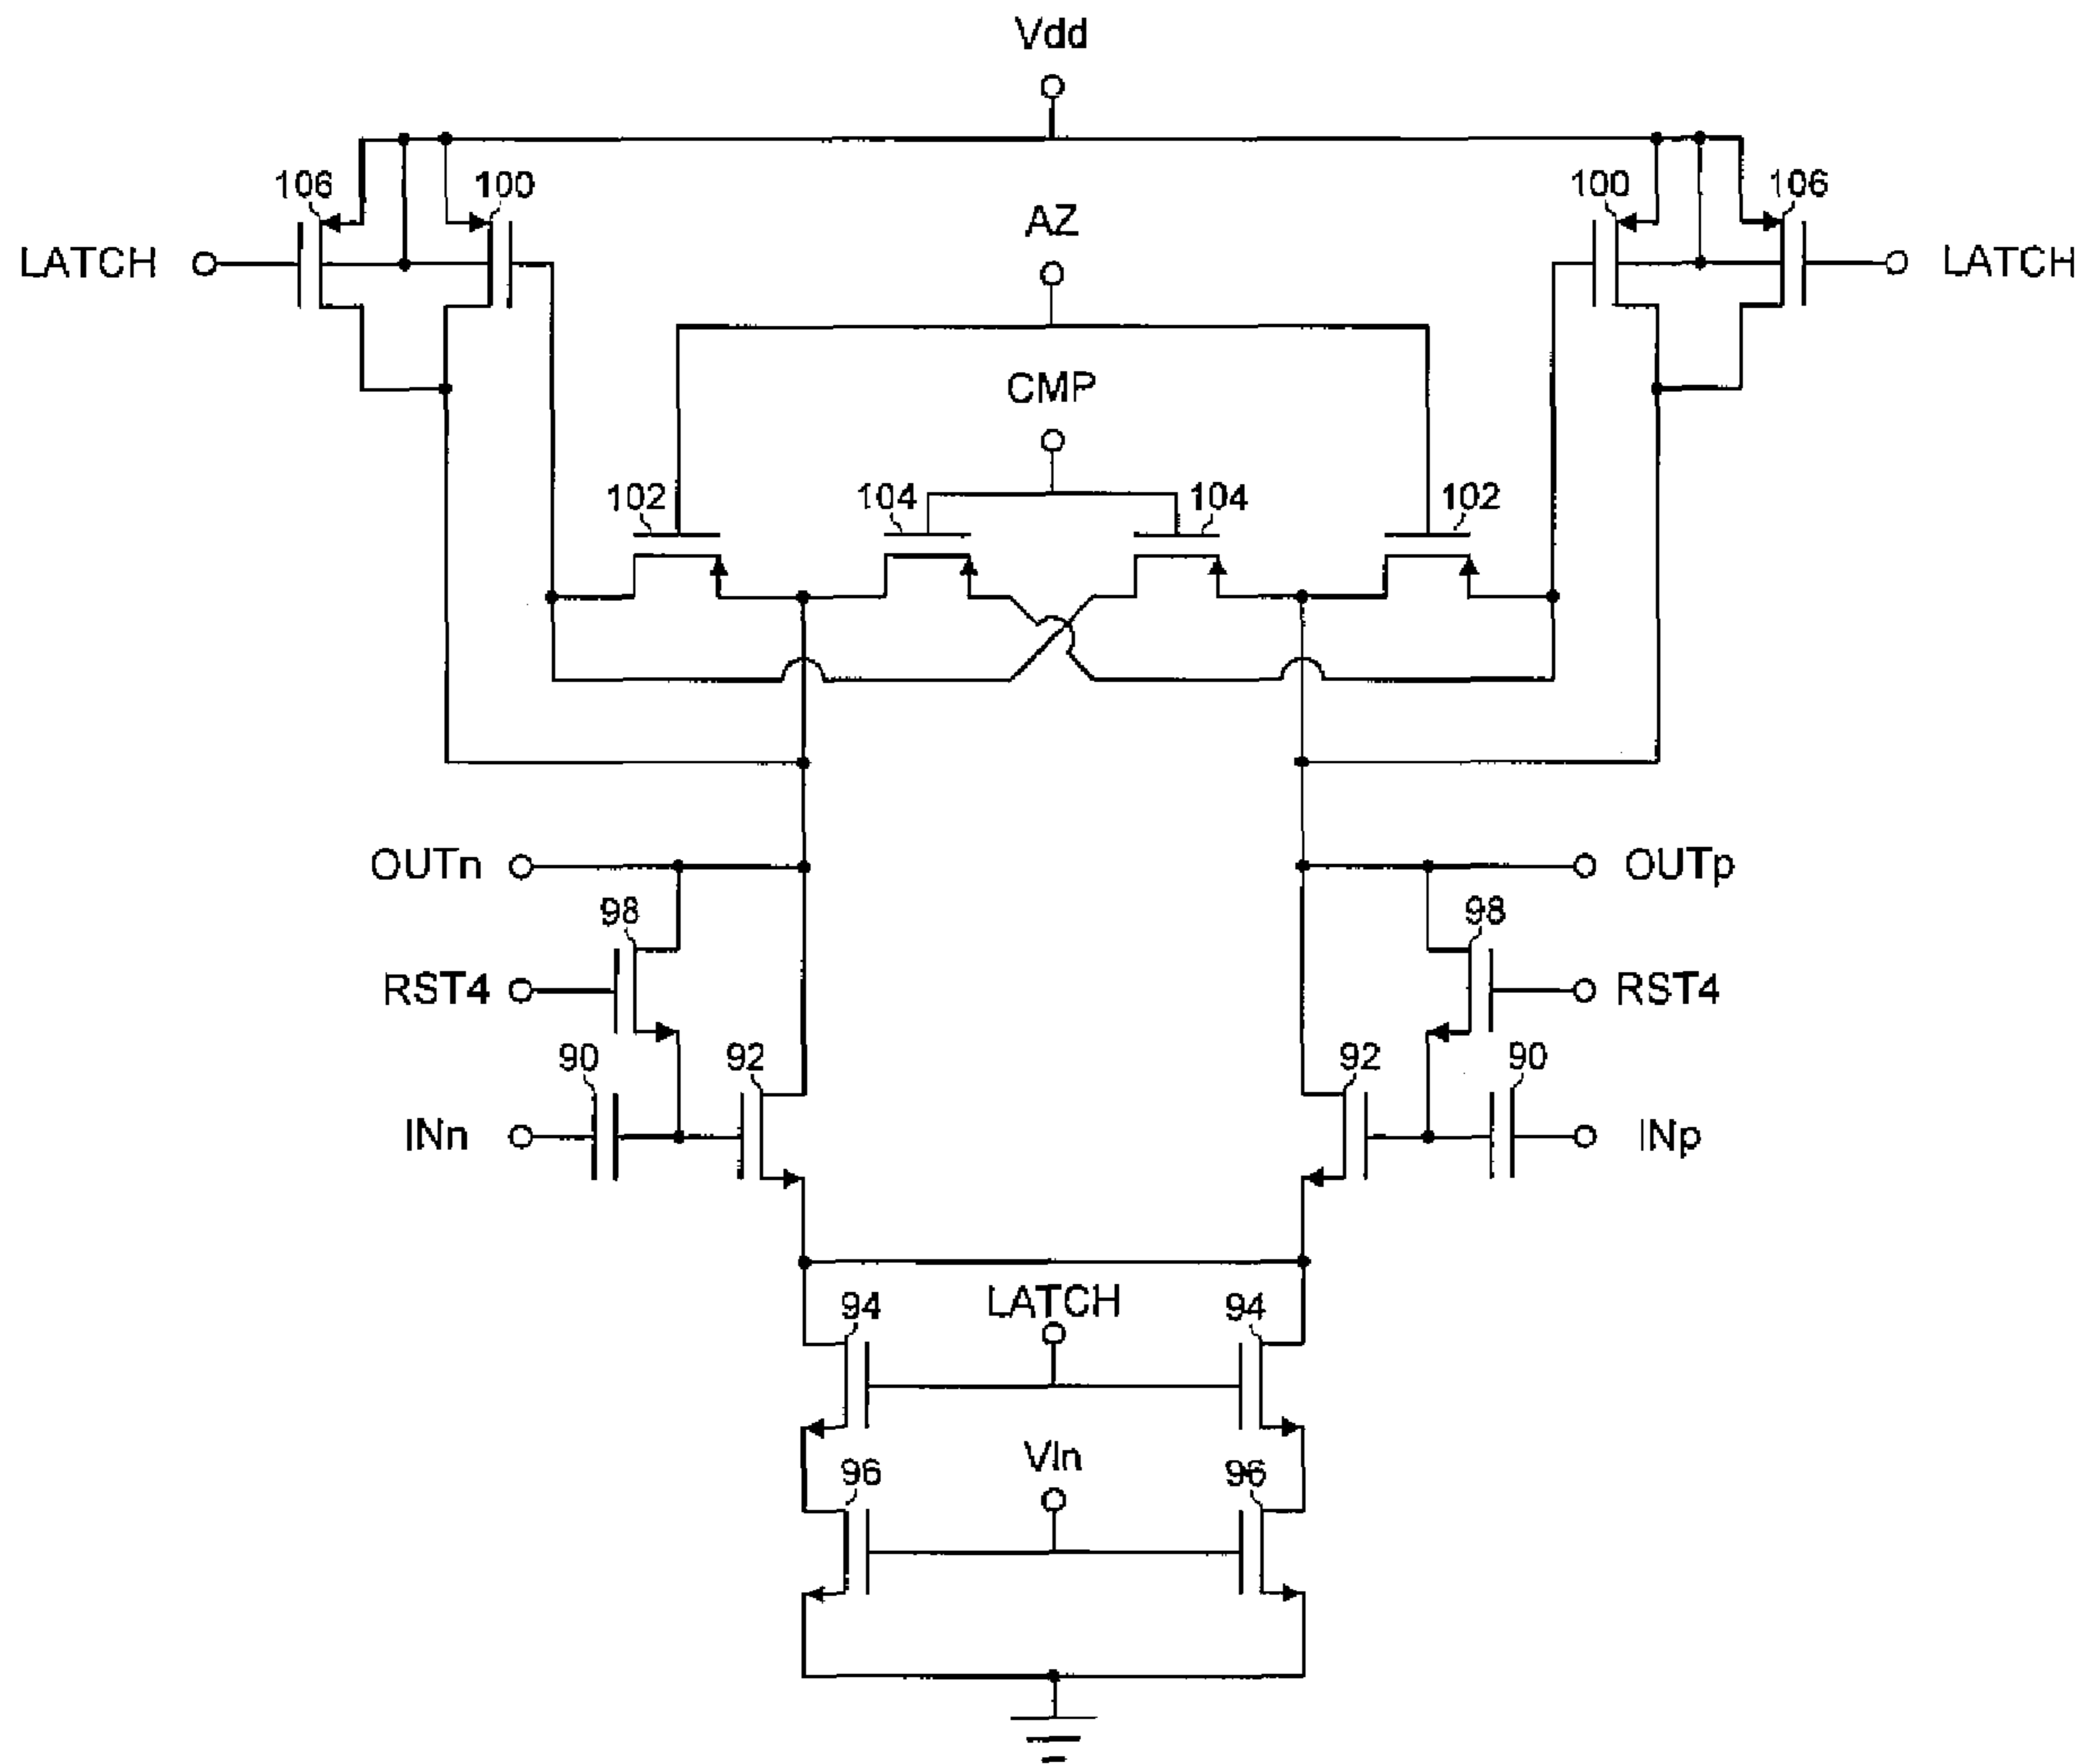 Vdd
106
100
100
106
AZ
LATCH
LATCH
CMP
102
104
104
102
OUTn
OUTp
98
98
RST4
RST4
90
92
92
90
INn
INp
94
LATCH
94
96
Vln
96